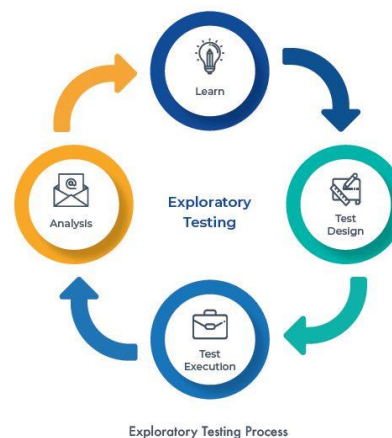 Learn
Exploratory
Testing
Analysis
@
Test
Design
Test
Execution
Exploratory Testing Process